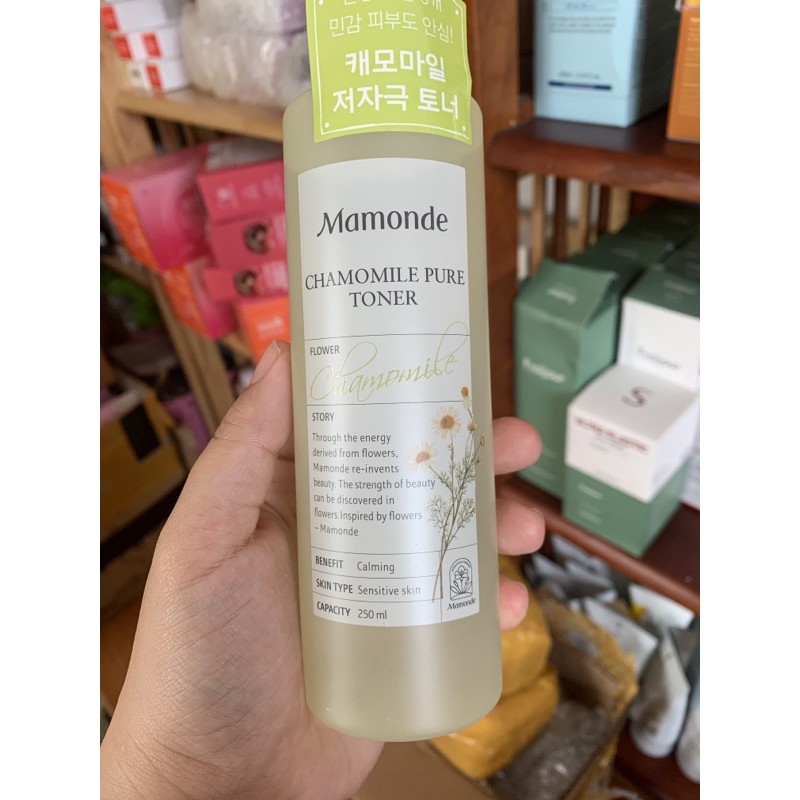 민감 피부도 안심!
캐모마일
저자극 토너
Mamonde
CHAMOMILE PURE
TONER
FLOWER
Chamomile
STORY
Through the energy
derived from flowers,
Mamonde re-invents
beauty. The strength of beauty
can be discovered in
flowers.Inspired by flowers
– Mamonde
BENEFIT Calming
SKIN TYPE Sensitive skin
CAPACITY 250 ml
Mamonde
S